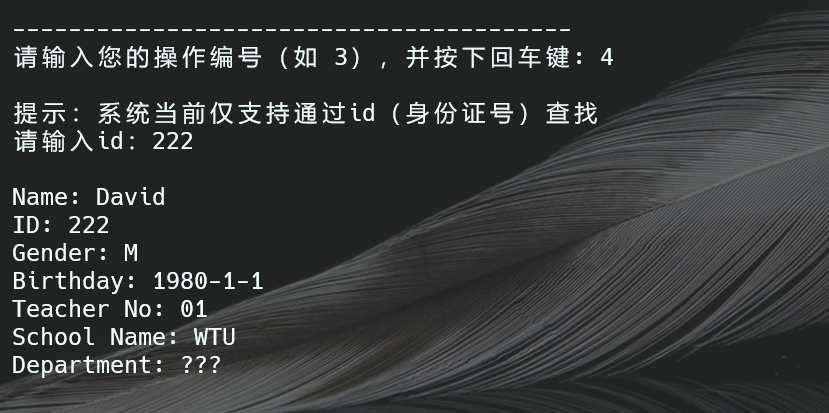 ----------------------------------------
请输入您的操作编号（如 3），并按下回车键: 4
提示：系统当前仅支持通过id（身份证号）查找
请输入id：222
Name: David
ID: 222
Gender: M
Birthday: 1980-1-1
Teacher No: 01
School Name: WTU
Department: ???